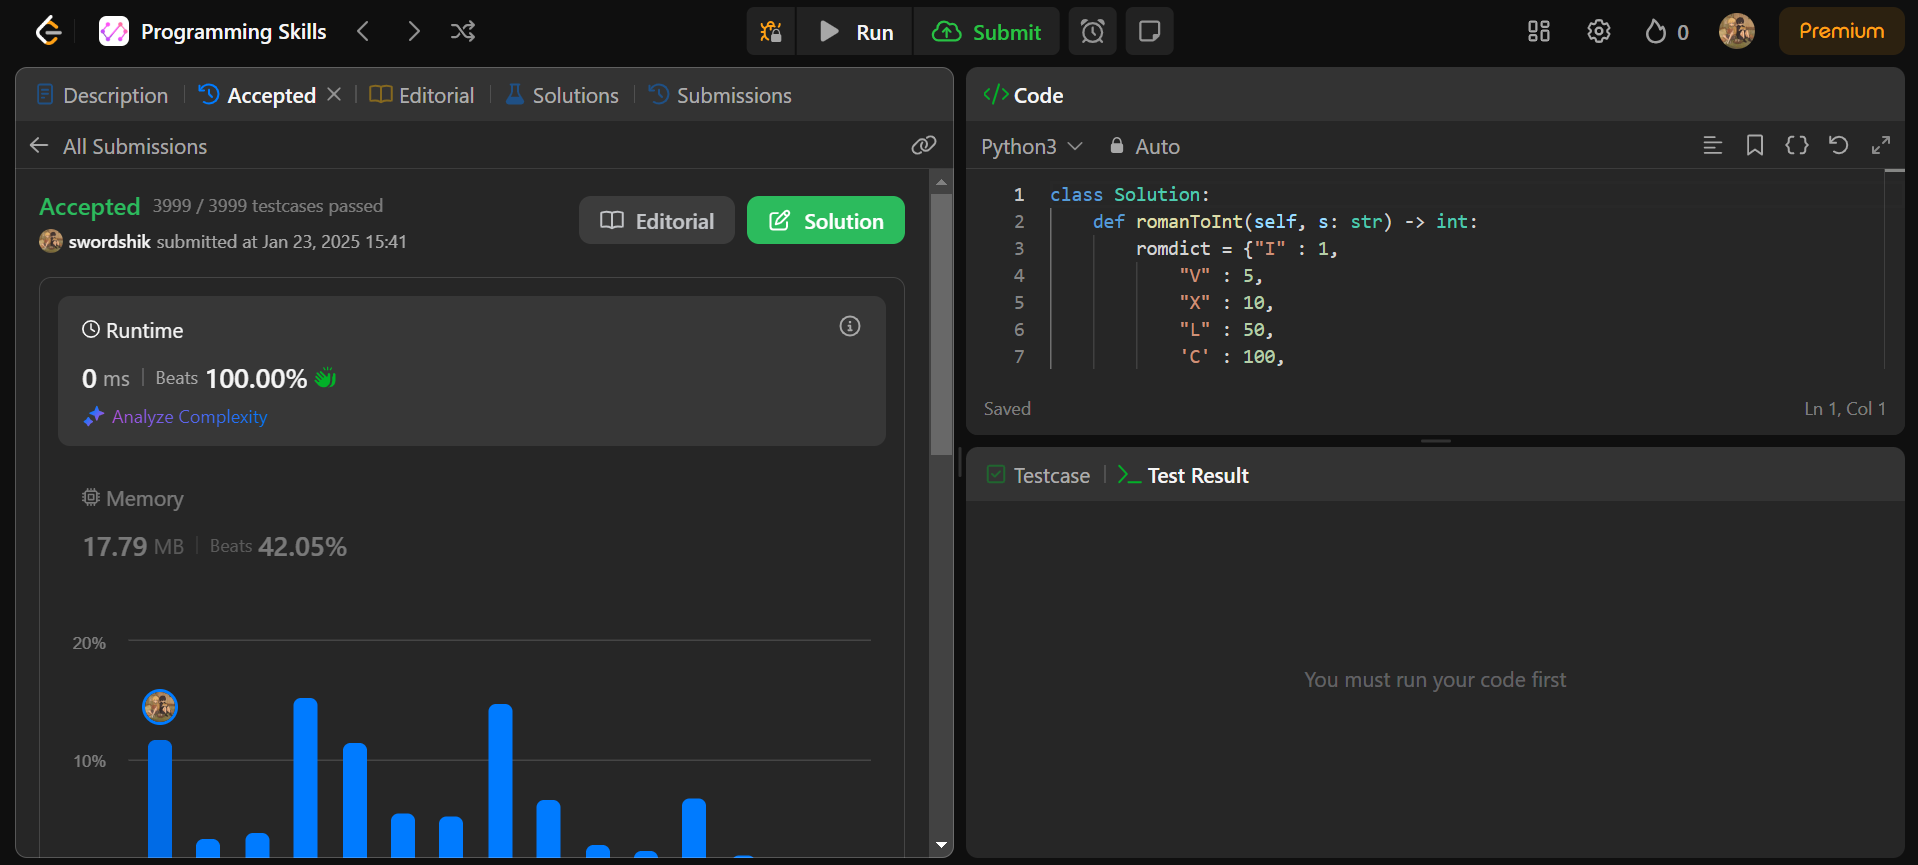 Programming Skills
Run
Submit
0
Premium
Description
Accepted
Editorial
Solutions
Submissions
All Submissions
Accepted 3999 / 3999 testcases passed
swordshik submitted at Jan 23, 2025 15:41
Editorial
Solution
Runtime
0 ms
Beats 100.00%
Analyze Complexity
Memory
17.79 MB
Beats 42.05%
20%
10%
</> Code
Python3
Auto
1 class Solution:
2 def romanToInt(self, s: str) -> int:
3 romdict = {"I" : 1,
4 "V" : 5,
5 "X" : 10,
6 "L" : 50,
7 'C' : 100,
Saved
Ln 1, Col 1
Testcase
Test Result
You must run your code first